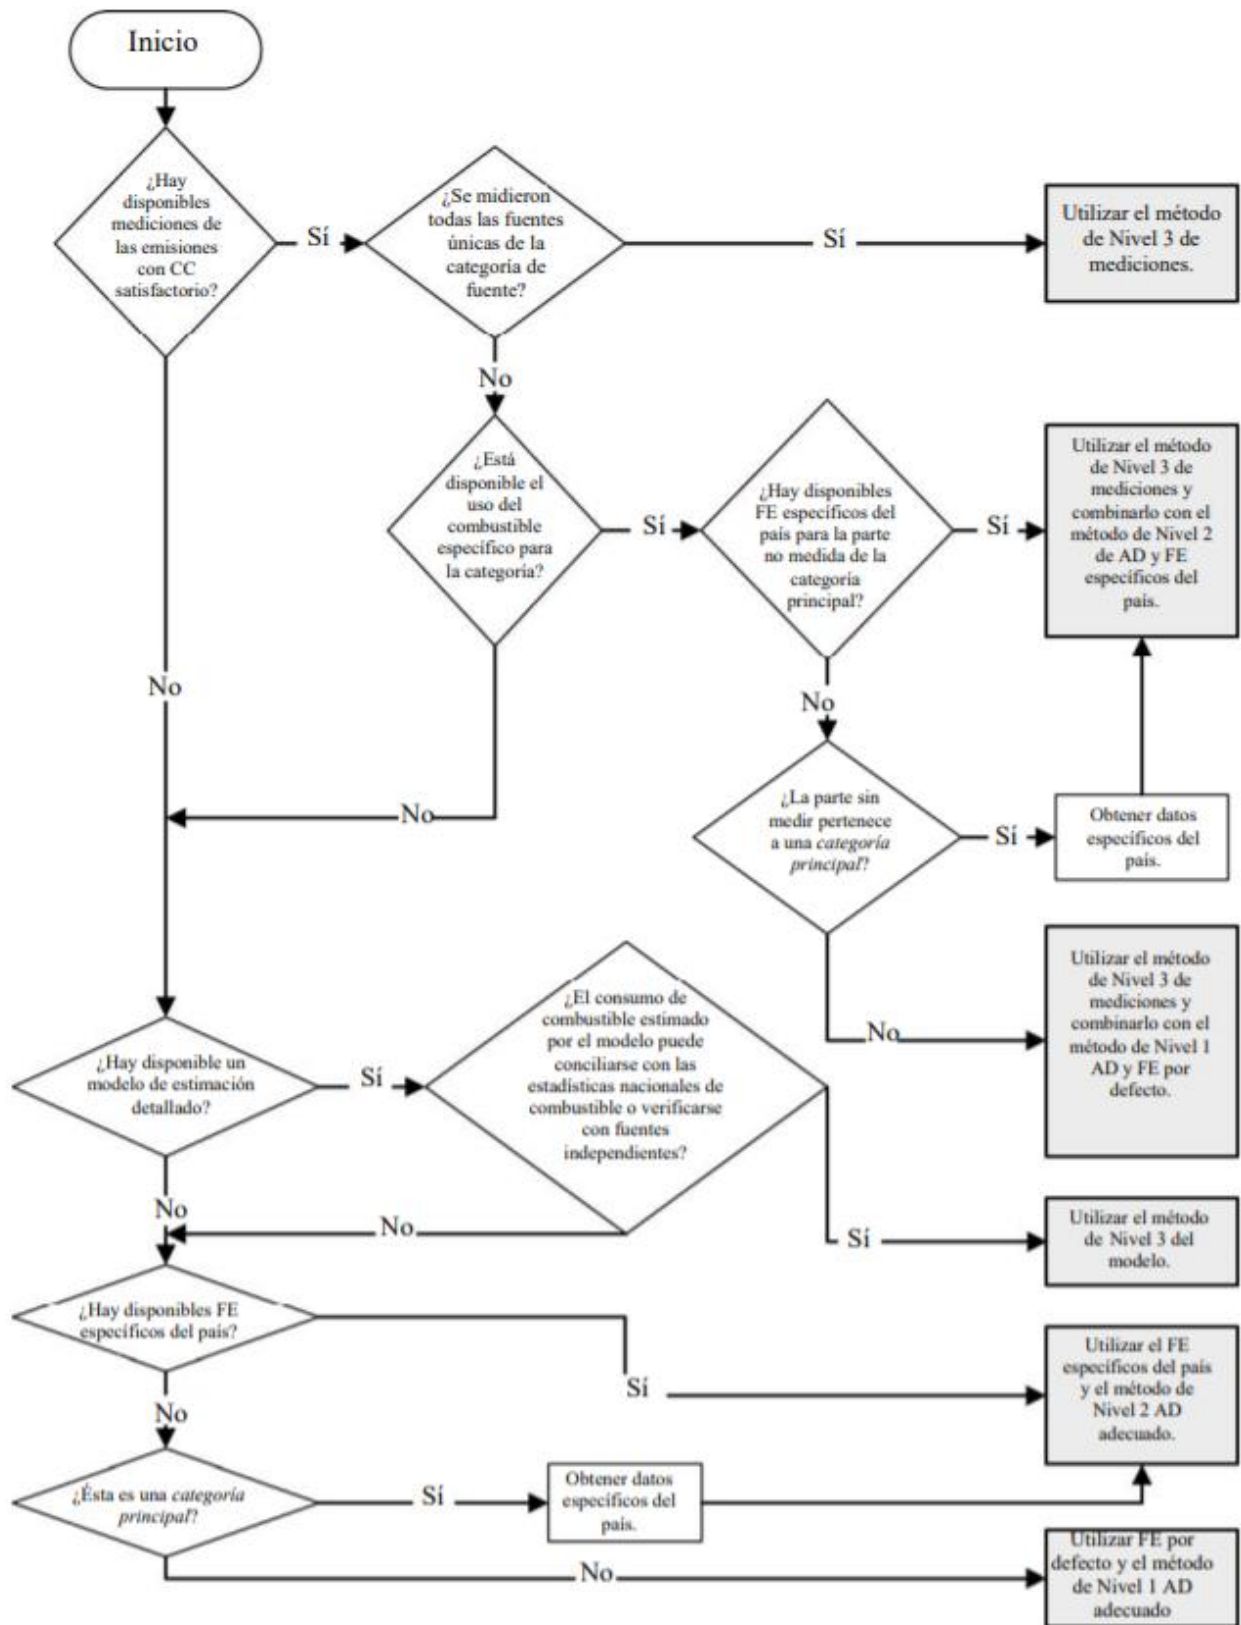 Inicio
¿Hay
disponibles
mediciones de
las emisiones
con CC
satisfactorio?
Sí
¿Se midieron
todas las fuentes
únicas de la
categoría de
fuente?
Sí
Utilizar el método
de Nivel 3 de
mediciones.
No
¿Está
disponible el
uso del
combustible
específico para
la categoría?
Sí
¿Hay disponibles
FE específicos del
país para la parte
no medida de la
categoría
principal?
Sí
Utilizar el método
de Nivel 3 de
mediciones y
combinarlo con el
método de Nivel 2
de AD y FE
específicos del
país.
No
No
¿La parte sin
medir pertenece
a una categoría
principal?
Sí
Obtener datos
específicos del
país.
No
No
Utilizar el método
de Nivel 3 de
mediciones y
combinarlo con el
método de Nivel 1
AD y FE por
defecto.
¿Hay disponible un
modelo de estimación
detallado?
Sí
¿El consumo de
combustible estimado
por el modelo puede
conciliarse con las
estadísticas nacionales de
combustible o verificarse
con fuentes
independientes?
No
No
Sí
Utilizar el método
de Nivel 3 del
modelo.
¿Hay disponibles FE
específicos del país?
Sí
Utilizar el FE
específicos del país
y el método de
Nivel 2 AD
adecuado.
No
¿Ésta es una categoría
principal?
Sí
Obtener datos
específicos del
país.
No
Utilizar FE por
defecto y el método
de Nivel 1 AD
adecuado